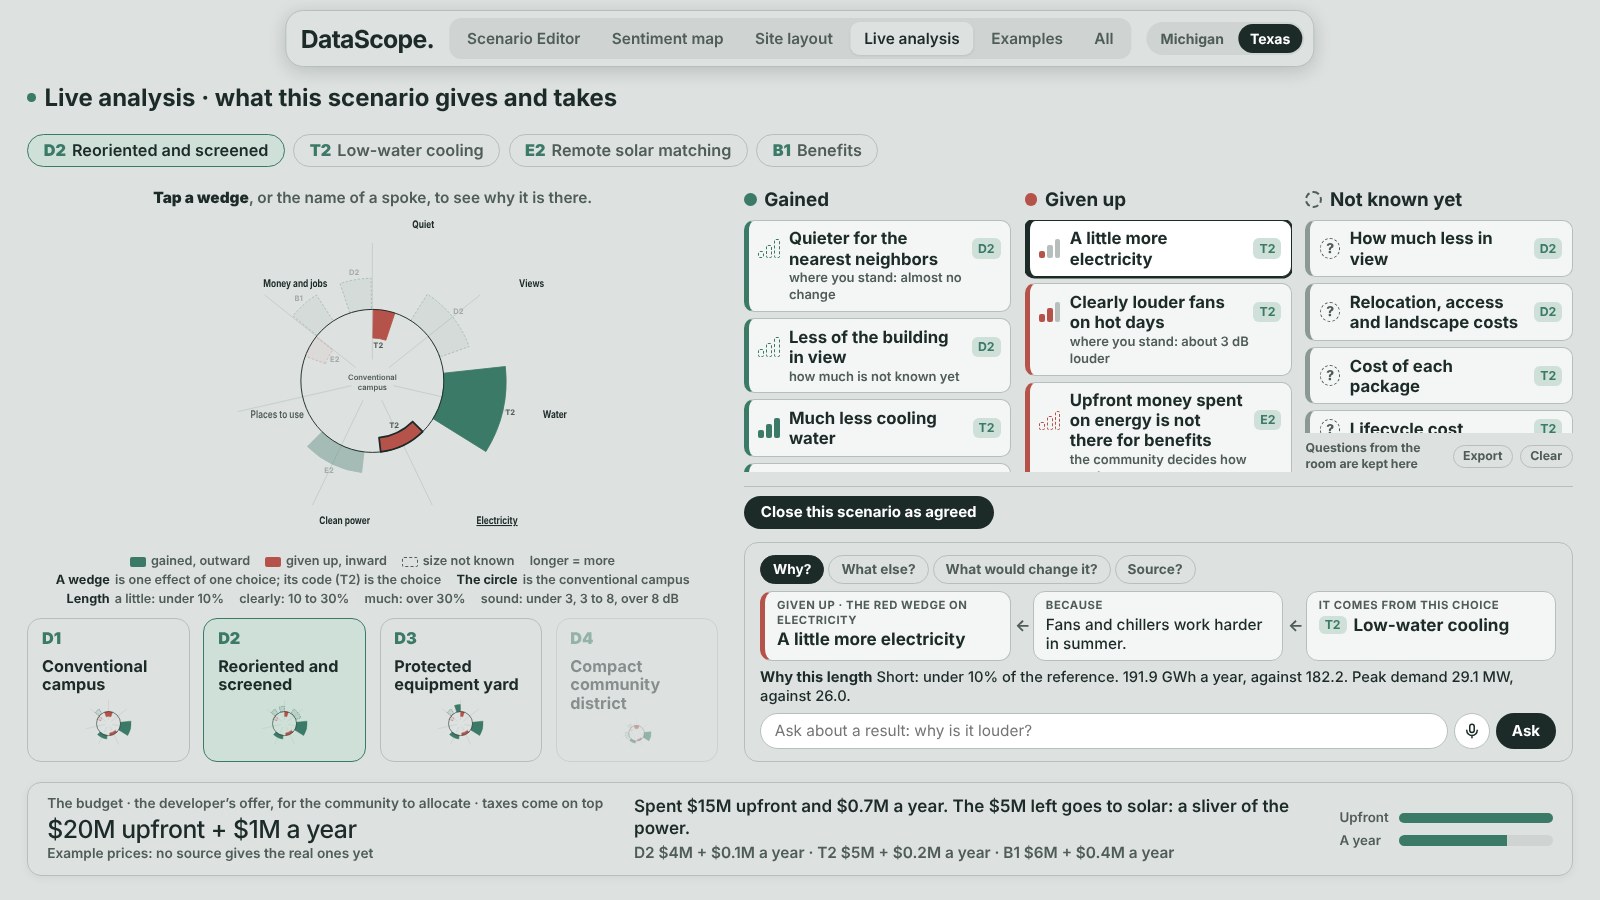 DataScope.
Scenario Editor
Sentiment map
Site layout
Live analysis
Examples
All
Michigan
Texas
Live analysis · what this scenario gives and takes
D2 Reoriented and screened
T2 Low-water cooling
E2 Remote solar matching
B1 Benefits
Tap a wedge, or the name of a spoke, to see why it is there.
Quiet
D2
Money and jobs
Views
B1
D2
T2
E2
Conventional
campus
Places to use
T2
Water
T2
E2
Clean power
Electricity
gained, outward
given up, inward
size not known
longer = more
A wedge is one effect of one choice; its code (T2) is the choice
The circle is the conventional campus
Length a little: under 10% clearly: 10 to 30% much: over 30% sound: under 3, 3 to 8, over 8 dB
D1
Conventional
campus
D2
Reoriented and
screened
D3
Protected
equipment yard
D4
Compact
community
district
Gained
Quieter for the
nearest neighbors
D2
where you stand: almost no
change
Less of the building
in view
D2
how much is not known yet
Much less cooling
water
T2
Given up
A little more
electricity
T2
Clearly louder fans
on hot days
T2
where you stand: about 3 dB
louder
Upfront money spent
on energy is not
there for benefits
E2
the community decides how
Not known yet
? How much less in
view
D2
? Relocation, access
and landscape costs
D2
? Cost of each
package
T2
? Lifecycle cost
T2
Questions from the
room are kept here
Export
Clear
Close this scenario as agreed
Why?
What else?
What would change it?
Source?
GIVEN UP · THE RED WEDGE ON
ELECTRICITY
A little more electricity
←
BECAUSE
Fans and chillers work harder
in summer.
←
IT COMES FROM THIS CHOICE
T2 Low-water cooling
Why this length Short: under 10% of the reference. 191.9 GWh a year, against 182.2. Peak demand 29.1 MW,
against 26.0.
Ask about a result: why is it louder?
Ask
The budget · the developer’s offer, for the community to allocate · taxes come on top
$20M upfront + $1M a year
Example prices: no source gives the real ones yet
Spent $15M upfront and $0.7M a year. The $5M left goes to solar: a sliver of the
power.
D2 $4M + $0.1M a year · T2 $5M + $0.2M a year · B1 $6M + $0.4M a year
Upfront
A year